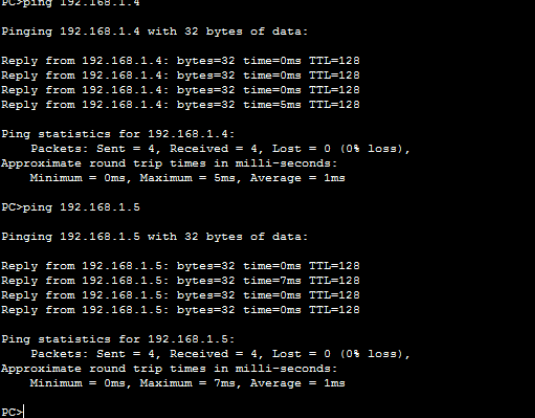 PC>ping 192.168.1.4
Pinging 192.168.1.4 with 32 bytes of data:
Reply from 192.168.1.4: bytes=32 time=0ms TTL=128
Reply from 192.168.1.4: bytes=32 time=0ms TTL=128
Reply from 192.168.1.4: bytes=32 time=0ms TTL=128
Reply from 192.168.1.4: bytes=32 time=5ms TTL=128
Ping statistics for 192.168.1.4:
Packets: Sent = 4, Received = 4, Lost = 0 (0% loss),
Approximate round trip times in milli-seconds:
Minimum = 0ms, Maximum = 5ms, Average = 1ms
PC>ping 192.168.1.5
Pinging 192.168.1.5 with 32 bytes of data:
Reply from 192.168.1.5: bytes=32 time=0ms TTL=128
Reply from 192.168.1.5: bytes=32 time=7ms TTL=128
Reply from 192.168.1.5: bytes=32 time=0ms TTL=128
Reply from 192.168.1.5: bytes=32 time=0ms TTL=128
Ping statistics for 192.168.1.5:
Packets: Sent = 4, Received = 4, Lost = 0 (0% loss),
Approximate round trip times in milli-seconds:
Minimum = 0ms, Maximum = 7ms, Average = 1ms
PC>